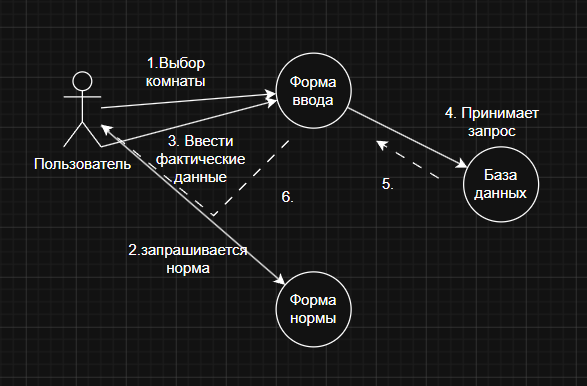 1.Выбор
комнаты
Форма
ввода
Пользователь
3. Ввести
фактические
данные
4. Принимает
запрос
База
данных
5.
6.
2.запрашивается
норма
Форма
нормы